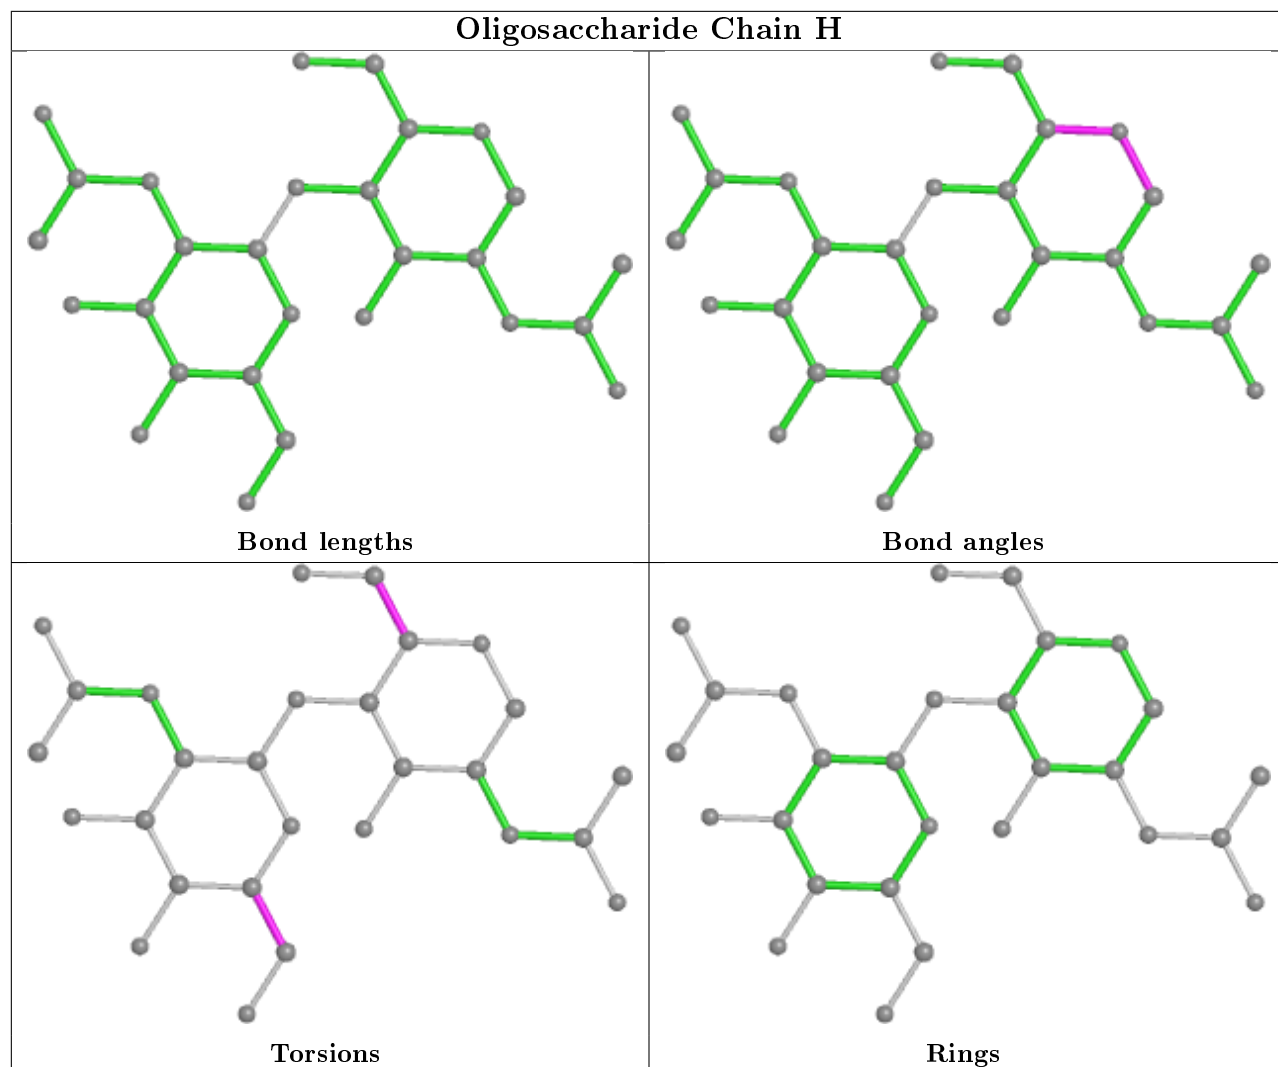 Oligosaccharide Chain H
Bond lengths
Bond angles
Torsions
Rings